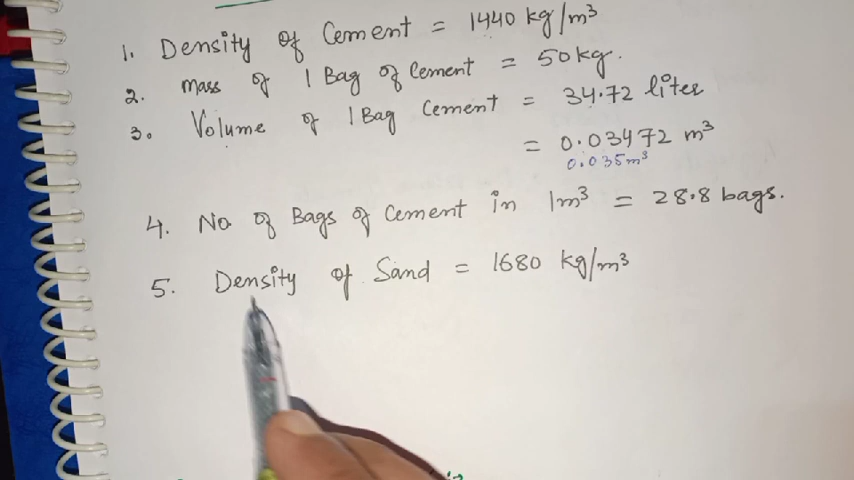 1. Density of Cement = 1440 kg/m³
2. mass of 1 Bag of Cement = 50kg.
3. Volume of 1 Bag Cement = 34.72 liter
= 0.03472 m³
0.035m³
4. No. of Bags of Cement in 1m³ = 28.8 bags.
5. Density of Sand = 1680 kg/m³